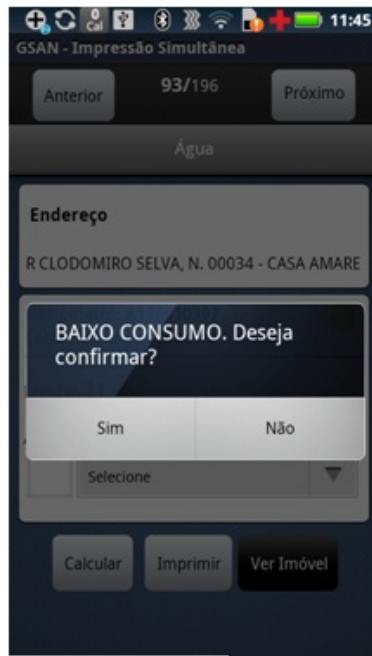 11:45
GSAN - Impressão Simultânea
Anterior
93/196
Próximo
Água
Endereço
R CLODOMIRO SELVA, N. 00034 - CASA AMARE
BAIXO CONSUMO. Deseja
confirmar?
Sim
Não
Selecione
Calcular
Imprimir
Ver Imóvel